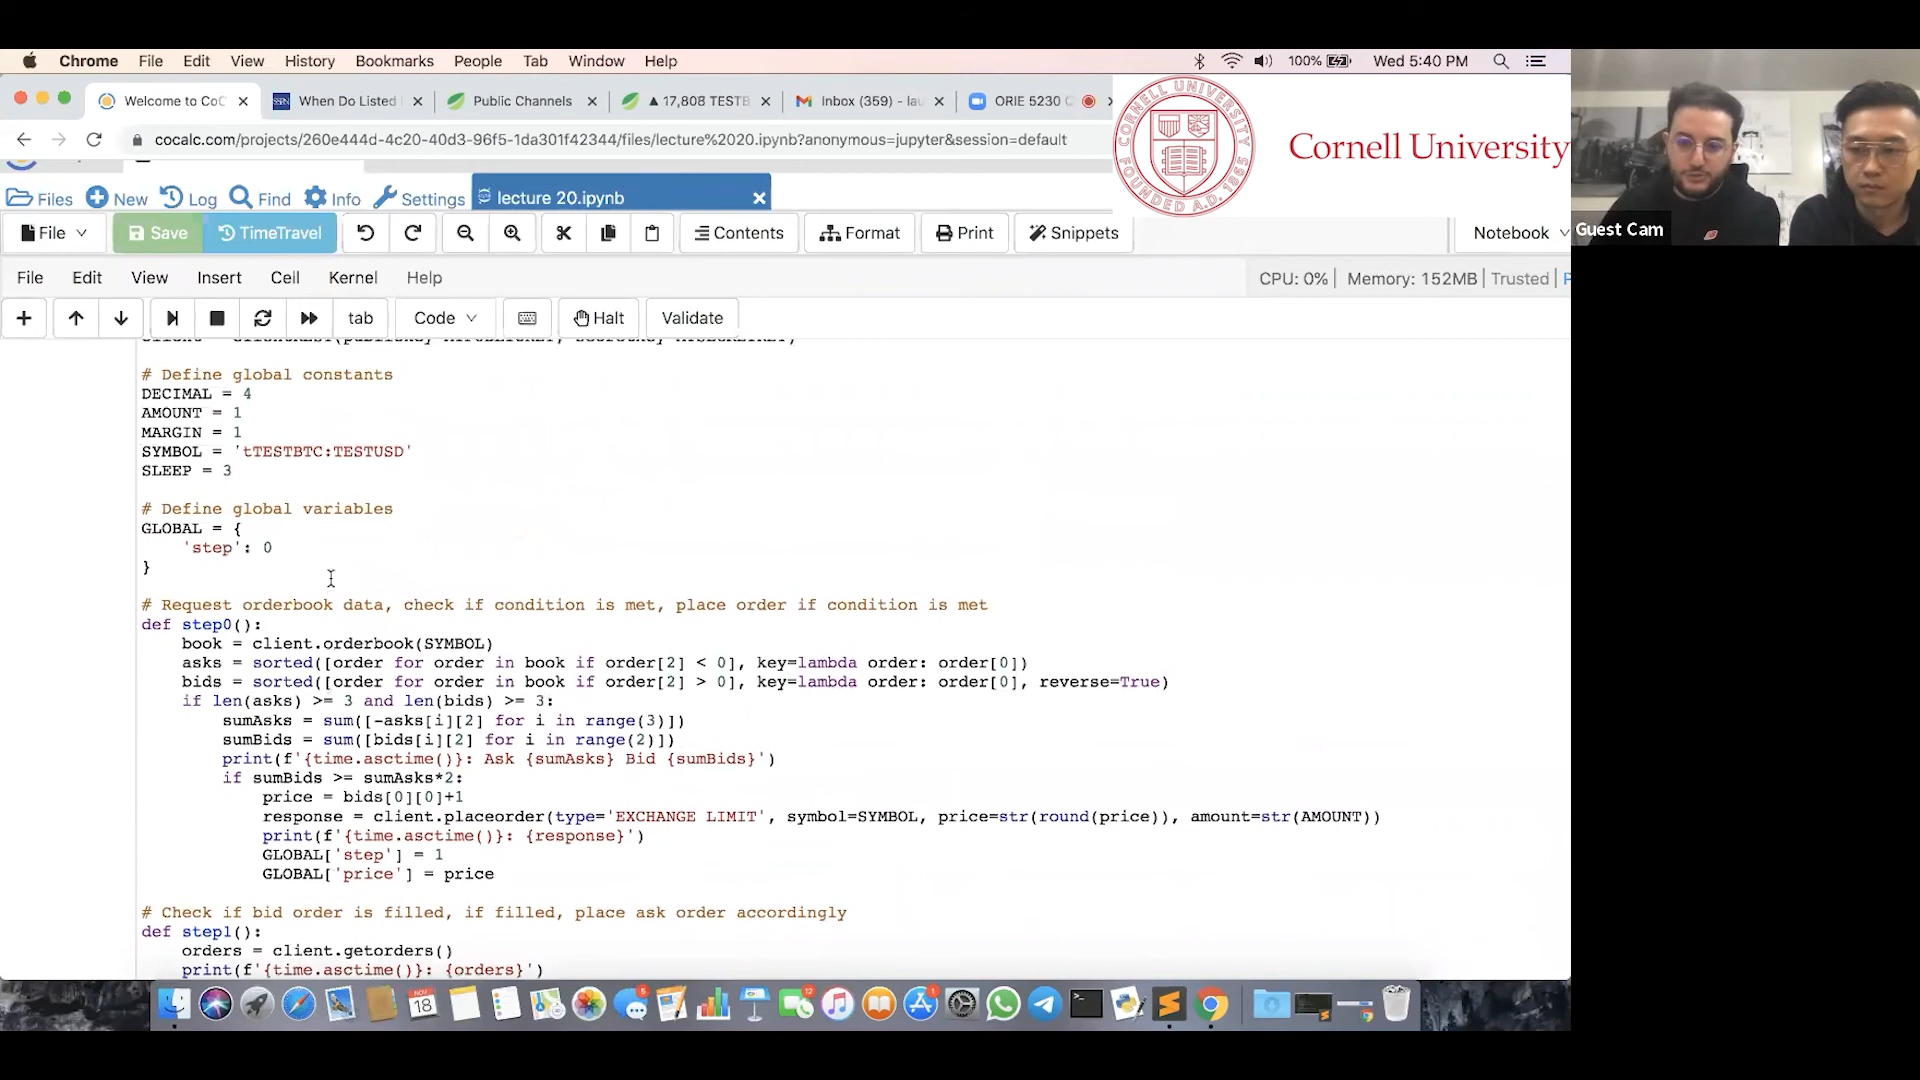 Chrome File Edit View History Bookmarks People Tab Window Help 100% Wed 5:40 PM
Welcome to CoC When Do Listed Public Channels ▲ 17,808 TESTB Inbox (359) - lau ORIE 5230
cocalc.com/projects/260e444d-4c20-40d3-96f5-1da301f42344/files/lecture%2020.ipynb?anonymous=jupyter&session=default
Cornell University
CORNELL UNIVERSITY
FOUNDED A.D. 1865
Guest Cam
Files New Log Find Info Settings lecture 20.ipynb
File Save TimeTravel Contents Format Print Snippets Notebook
File Edit View Insert Cell Kernel Help CPU: 0% | Memory: 152MB | Trusted
tab Code Halt Validate
# Define global constants
DECIMAL = 4
AMOUNT = 1
MARGIN = 1
SYMBOL = 'tTESTBTC:TESTUSD'
SLEEP = 3
# Define global variables
GLOBAL = {
'step': 0
}
# Request orderbook data, check if condition is met, place order if condition is met
def step0():
book = client.orderbook(SYMBOL)
asks = sorted([order for order in book if order[2] < 0], key=lambda order: order[0])
bids = sorted([order for order in book if order[2] > 0], key=lambda order: order[0], reverse=True)
if len(asks) >= 3 and len(bids) >= 3:
sumAsks = sum([-asks[i][2] for i in range(3)])
sumBids = sum([bids[i][2] for i in range(2)])
print(f'{time.asctime()}: Ask {sumAsks} Bid {sumBids}')
if sumBids >= sumAsks*2:
price = bids[0][0]+1
response = client.placeorder(type='EXCHANGE LIMIT', symbol=SYMBOL, price=str(round(price)), amount=str(AMOUNT))
print(f'{time.asctime()}: {response}')
GLOBAL['step'] = 1
GLOBAL['price'] = price
# Check if bid order is filled, if filled, place ask order accordingly
def step1():
orders = client.getorders()
print(f'{time.asctime()}: {orders}')
NOV
18